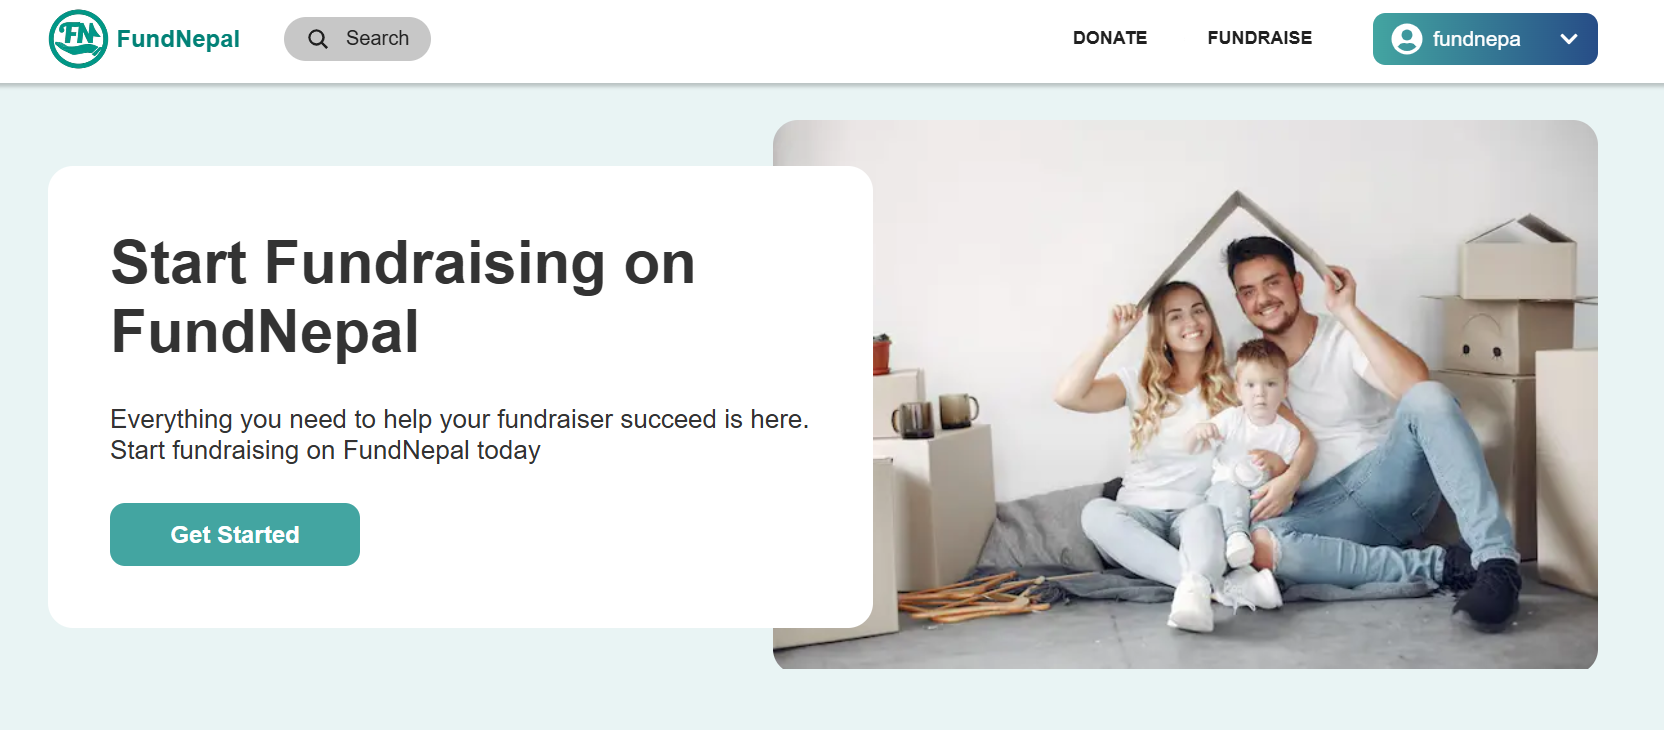 FN FundNepal
Search
DONATE
FUNDRAISE
fundnepa
Start Fundraising on
FundNepal
Everything you need to help your fundraiser succeed is here.
Start fundraising on FundNepal today
Get Started